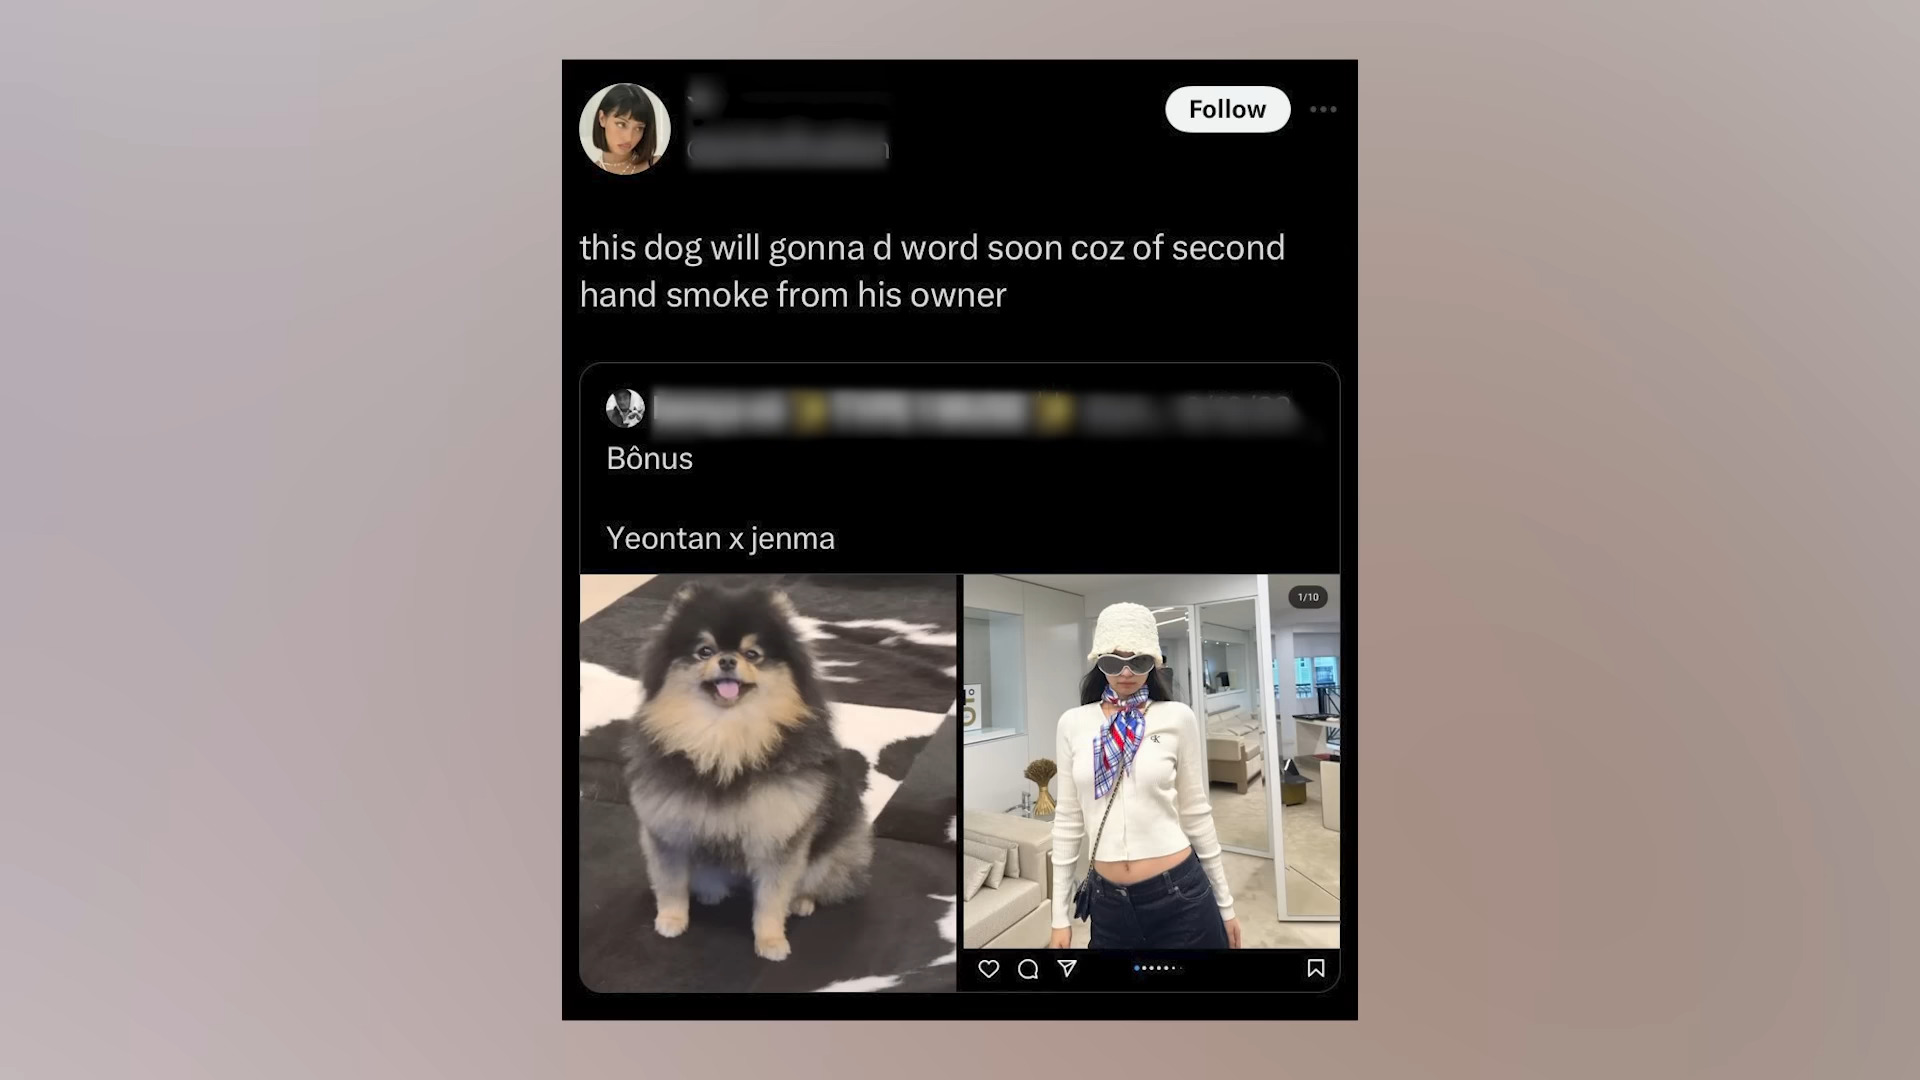 Follow
this dog will gonna d word soon coz of second
hand smoke from his owner
Bônus
Yeontan x jenma
1/10
CK